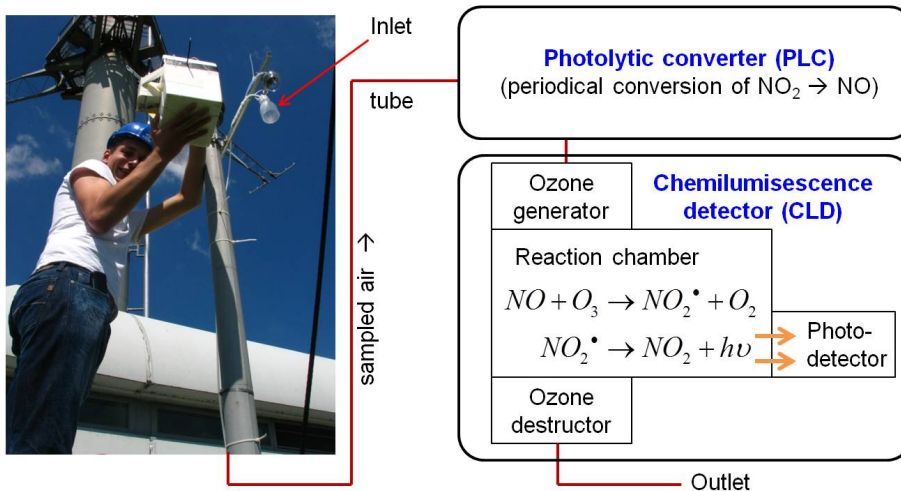 Inlet
tube
sampled air →
Photolytic converter (PLC)
(periodical conversion of NO₂ → NO)
Chemilumisescence
detector (CLD)
Ozone
generator
Reaction chamber
NO + O₃ → NO₂• + O₂
NO₂• → NO₂ + hυ
Photo-
detector
Ozone
destructor
Outlet